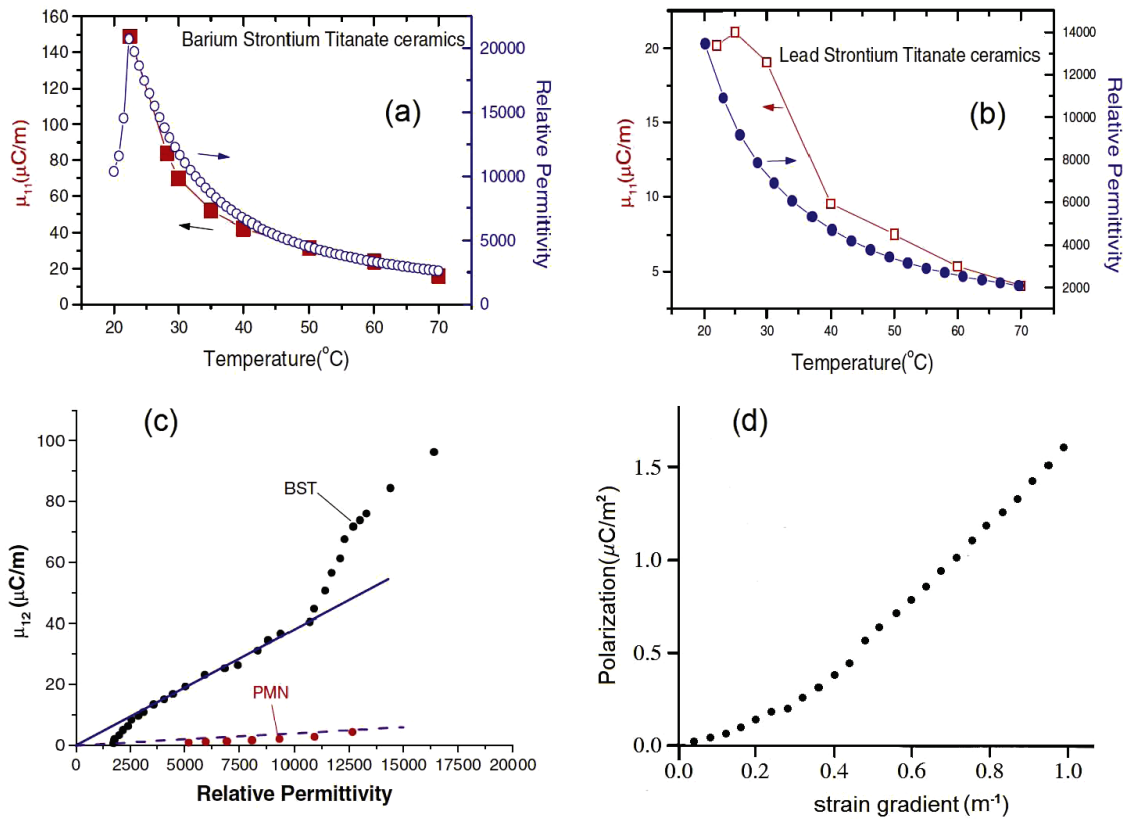 160
140
120
100
80
60
40
20
0
μ11(μC/m)
Barium Strontium Titanate ceramics
(a)
20000
15000
10000
5000
0
Relative Permittivity
20 30 40 50 60 70
Temperature(°C)
20
15
10
5
μ11(μC/m)
Lead Strontium Titanate ceramics
(b)
14000
12000
10000
8000
6000
4000
2000
Relative Permittivity
20 30 40 50 60 70
Temperature(°C)
(c)
100
80
60
40
20
0
μ12 (μC/m)
BST
PMN
0 2500 5000 7500 10000 12500 15000 17500 20000
Relative Permittivity
(d)
1.5
1.0
0.5
0.0
Polarization(μC/m²)
0.0 0.2 0.4 0.6 0.8 1.0
strain gradient (m⁻¹)